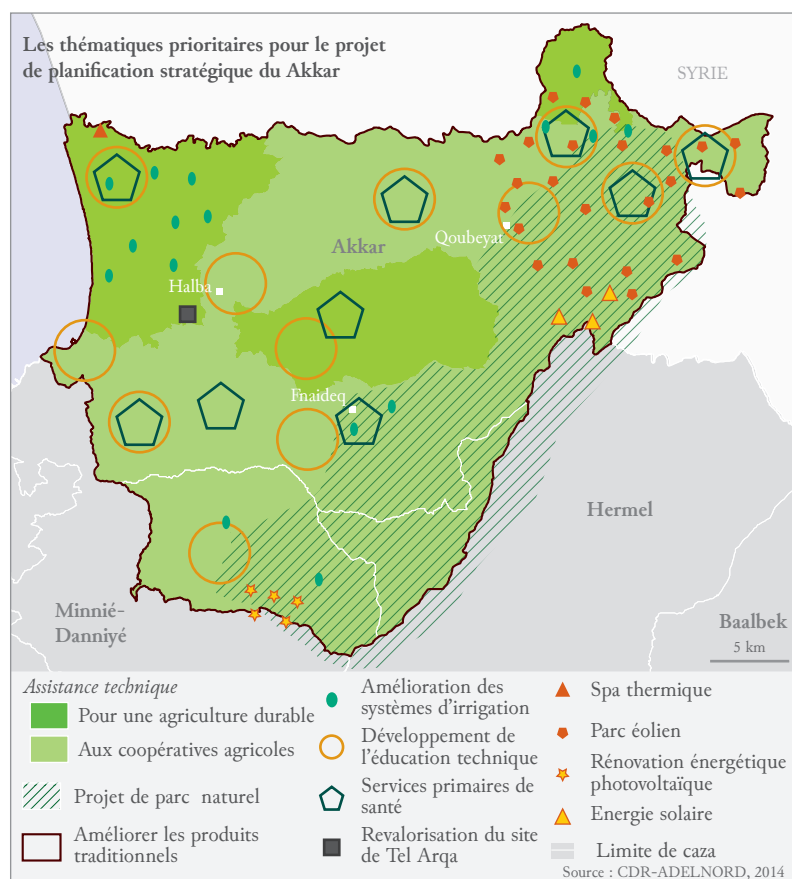 Les thématiques prioritaires pour le projet
de planification stratégique du Akkar
SYRIE
Akkar
Qoubeyat
Halba
Fnaideq
Hermel
Minnié-
Danniyé
Baalbek
5 km
Assistance technique
Pour une agriculture durable
Aux coopératives agricoles
Projet de parc naturel
Améliorer les produits
traditionnels
Amélioration des
systèmes d'irrigation
Développement de
l'éducation technique
Services primaires de
santé
Revalorisation du site
de Tel Arqa
Spa thermique
Parc éolien
Rénovation énergétique
photovoltaïque
Energie solaire
Limite de caza
Source : CDR-ADELNORD, 2014